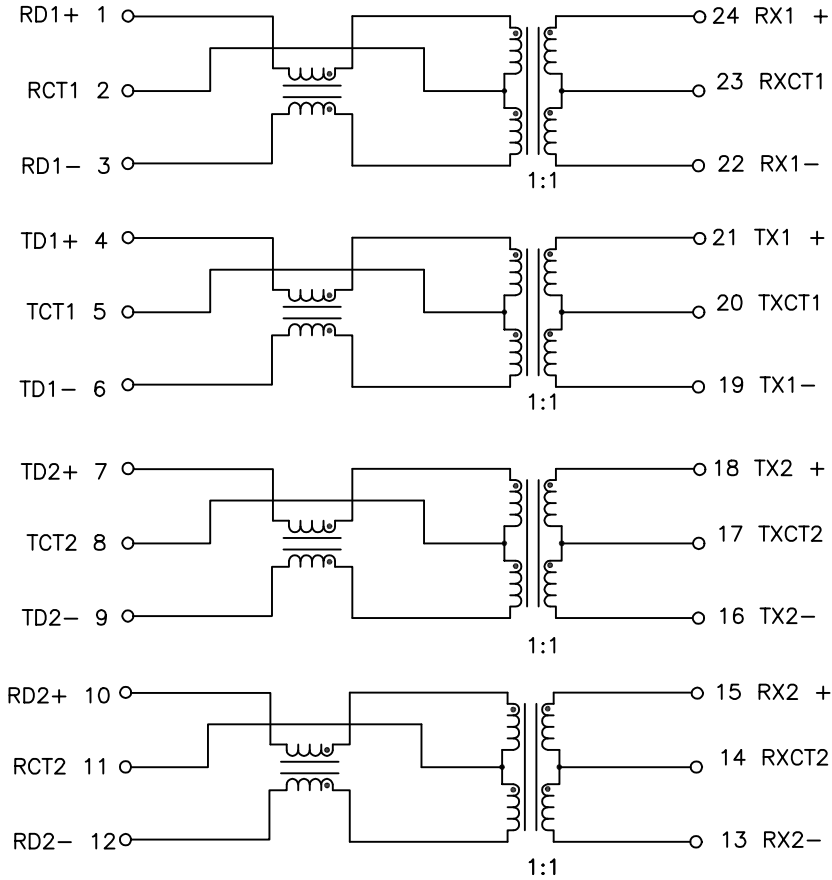 RD1+ 1 24 RX1 +
RCT1 2 23 RXCT1
RD1- 3 22 RX1-
1:1
TD1+ 4 21 TX1 +
TCT1 5 20 TXCT1
TD1- 6 19 TX1-
1:1
TD2+ 7 18 TX2 +
TCT2 8 17 TXCT2
TD2- 9 16 TX2-
1:1
RD2+ 10 15 RX2 +
RCT2 11 14 RXCT2
RD2- 12 13 RX2-
1:1